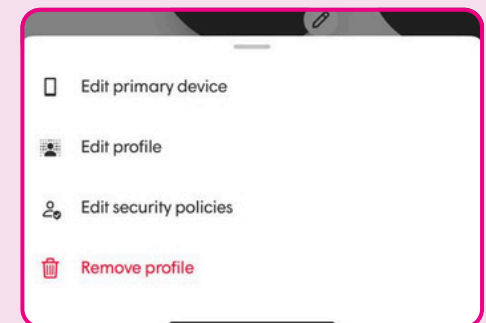 Edit primary device
Edit profile
Edit security policies
Remove profile